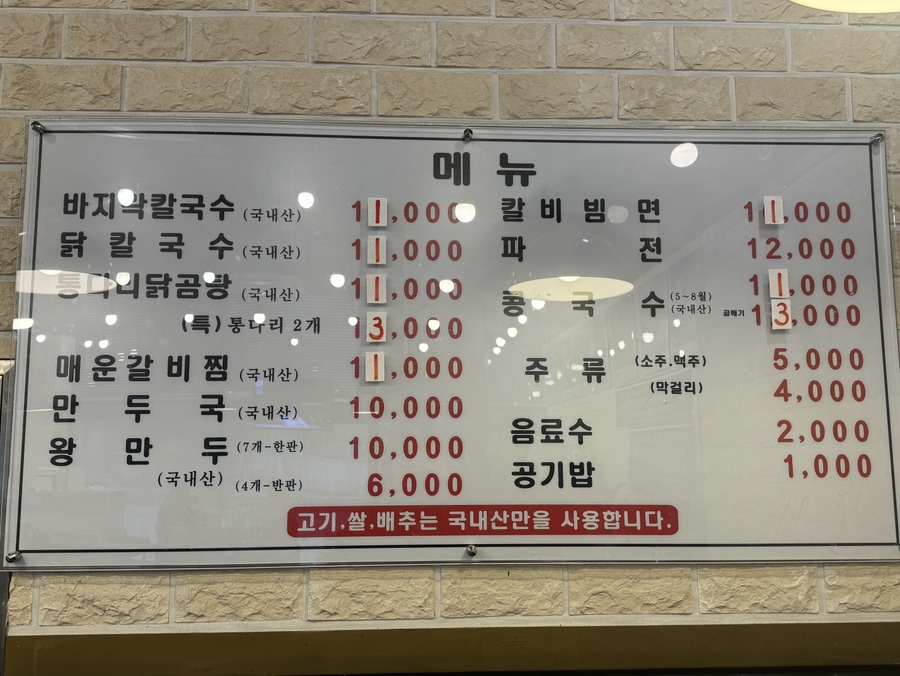 메뉴
바지락칼국수 (국내산) 11,000
닭칼국수 (국내산) 11,000
통다리닭곰탕 (국내산) 11,000
(특) 통다리 2개 13,000
매운갈비찜 (국내산) 11,000
만두국 (국내산) 10,000
왕만두 (7개-한판) 10,000
(국내산) (4개-반판) 6,000
칼비빔면 11,000
파전 12,000
콩국수 (5~8월) 11,000
(국내산) 곱빼기 13,000
주류 (소주.맥주) 5,000
(막걸리) 4,000
음료수 2,000
공기밥 1,000
고기,쌀,배추는 국내산만을 사용합니다.